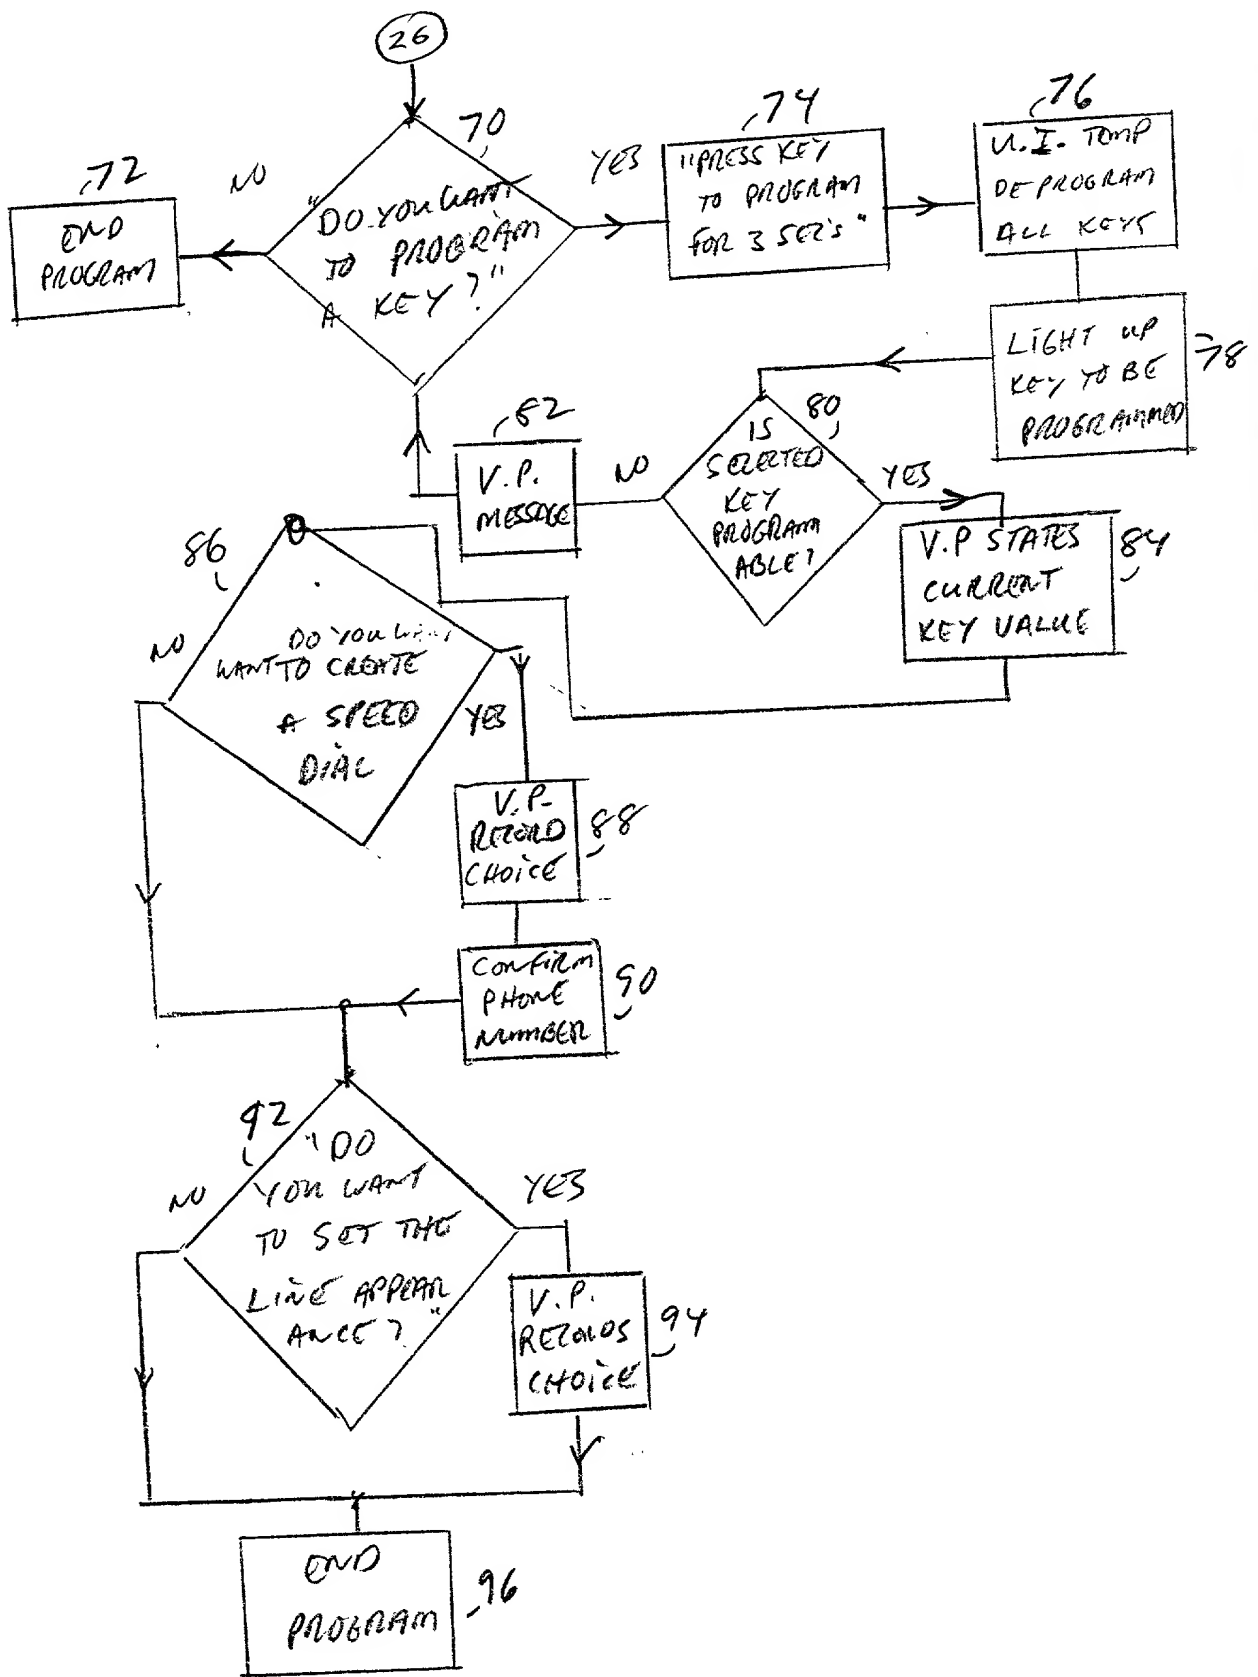 26
70
"DO YOU WANT
TO PROGRAM
A KEY?"
NO
72
END
PROGRAM
YES
74
"PRESS KEY
TO PROGRAM
FOR 3 SEC'S"
76
U.I. TEMP
DEPROGRAM
ALL KEYS
LIGHT UP
KEY TO BE
PROGRAMMED
78
80
IS
SELECTED
KEY
PROGRAM
ABLE?
NO
82
V.P.
MESSAGE
YES
V.P STATES
CURRENT
KEY VALUE
84
86
DO YOU
WANT TO CREATE
A SPEED
DIAL
NO
YES
V.P.
RECORD
CHOICE
88
CONFIRM
PHONE
NUMBER
90
92
"DO
YOU WANT
TO SET THE
LINE APPEAR
ANCE?"
NO
YES
V.P.
RECORDS
CHOICE
94
END
PROGRAM
96